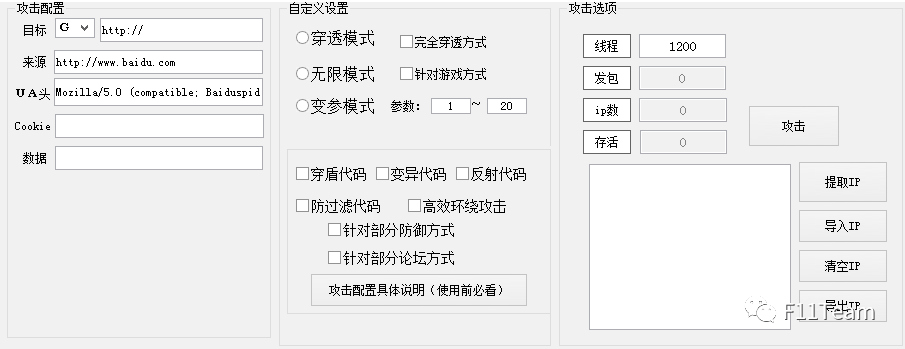 攻击配置
目标 G http://
来源 http://www.baidu.com
UA头 Mozilla/5.0 (compatible; Baiduspid
Cookie
数据
自定义设置
穿透模式 完全穿透方式
无限模式 针对游戏方式
变参模式 参数： 1 ~ 20
穿盾代码 变异代码 反射代码
防过滤代码 高效环绕攻击
针对部分防御方式
针对部分论坛方式
攻击配置具体说明（使用前必看）
攻击选项
线程 1200
发包 0
ip数 0
存活 0
攻击
提取IP
导入IP
清空IP
导出IP
F11Team